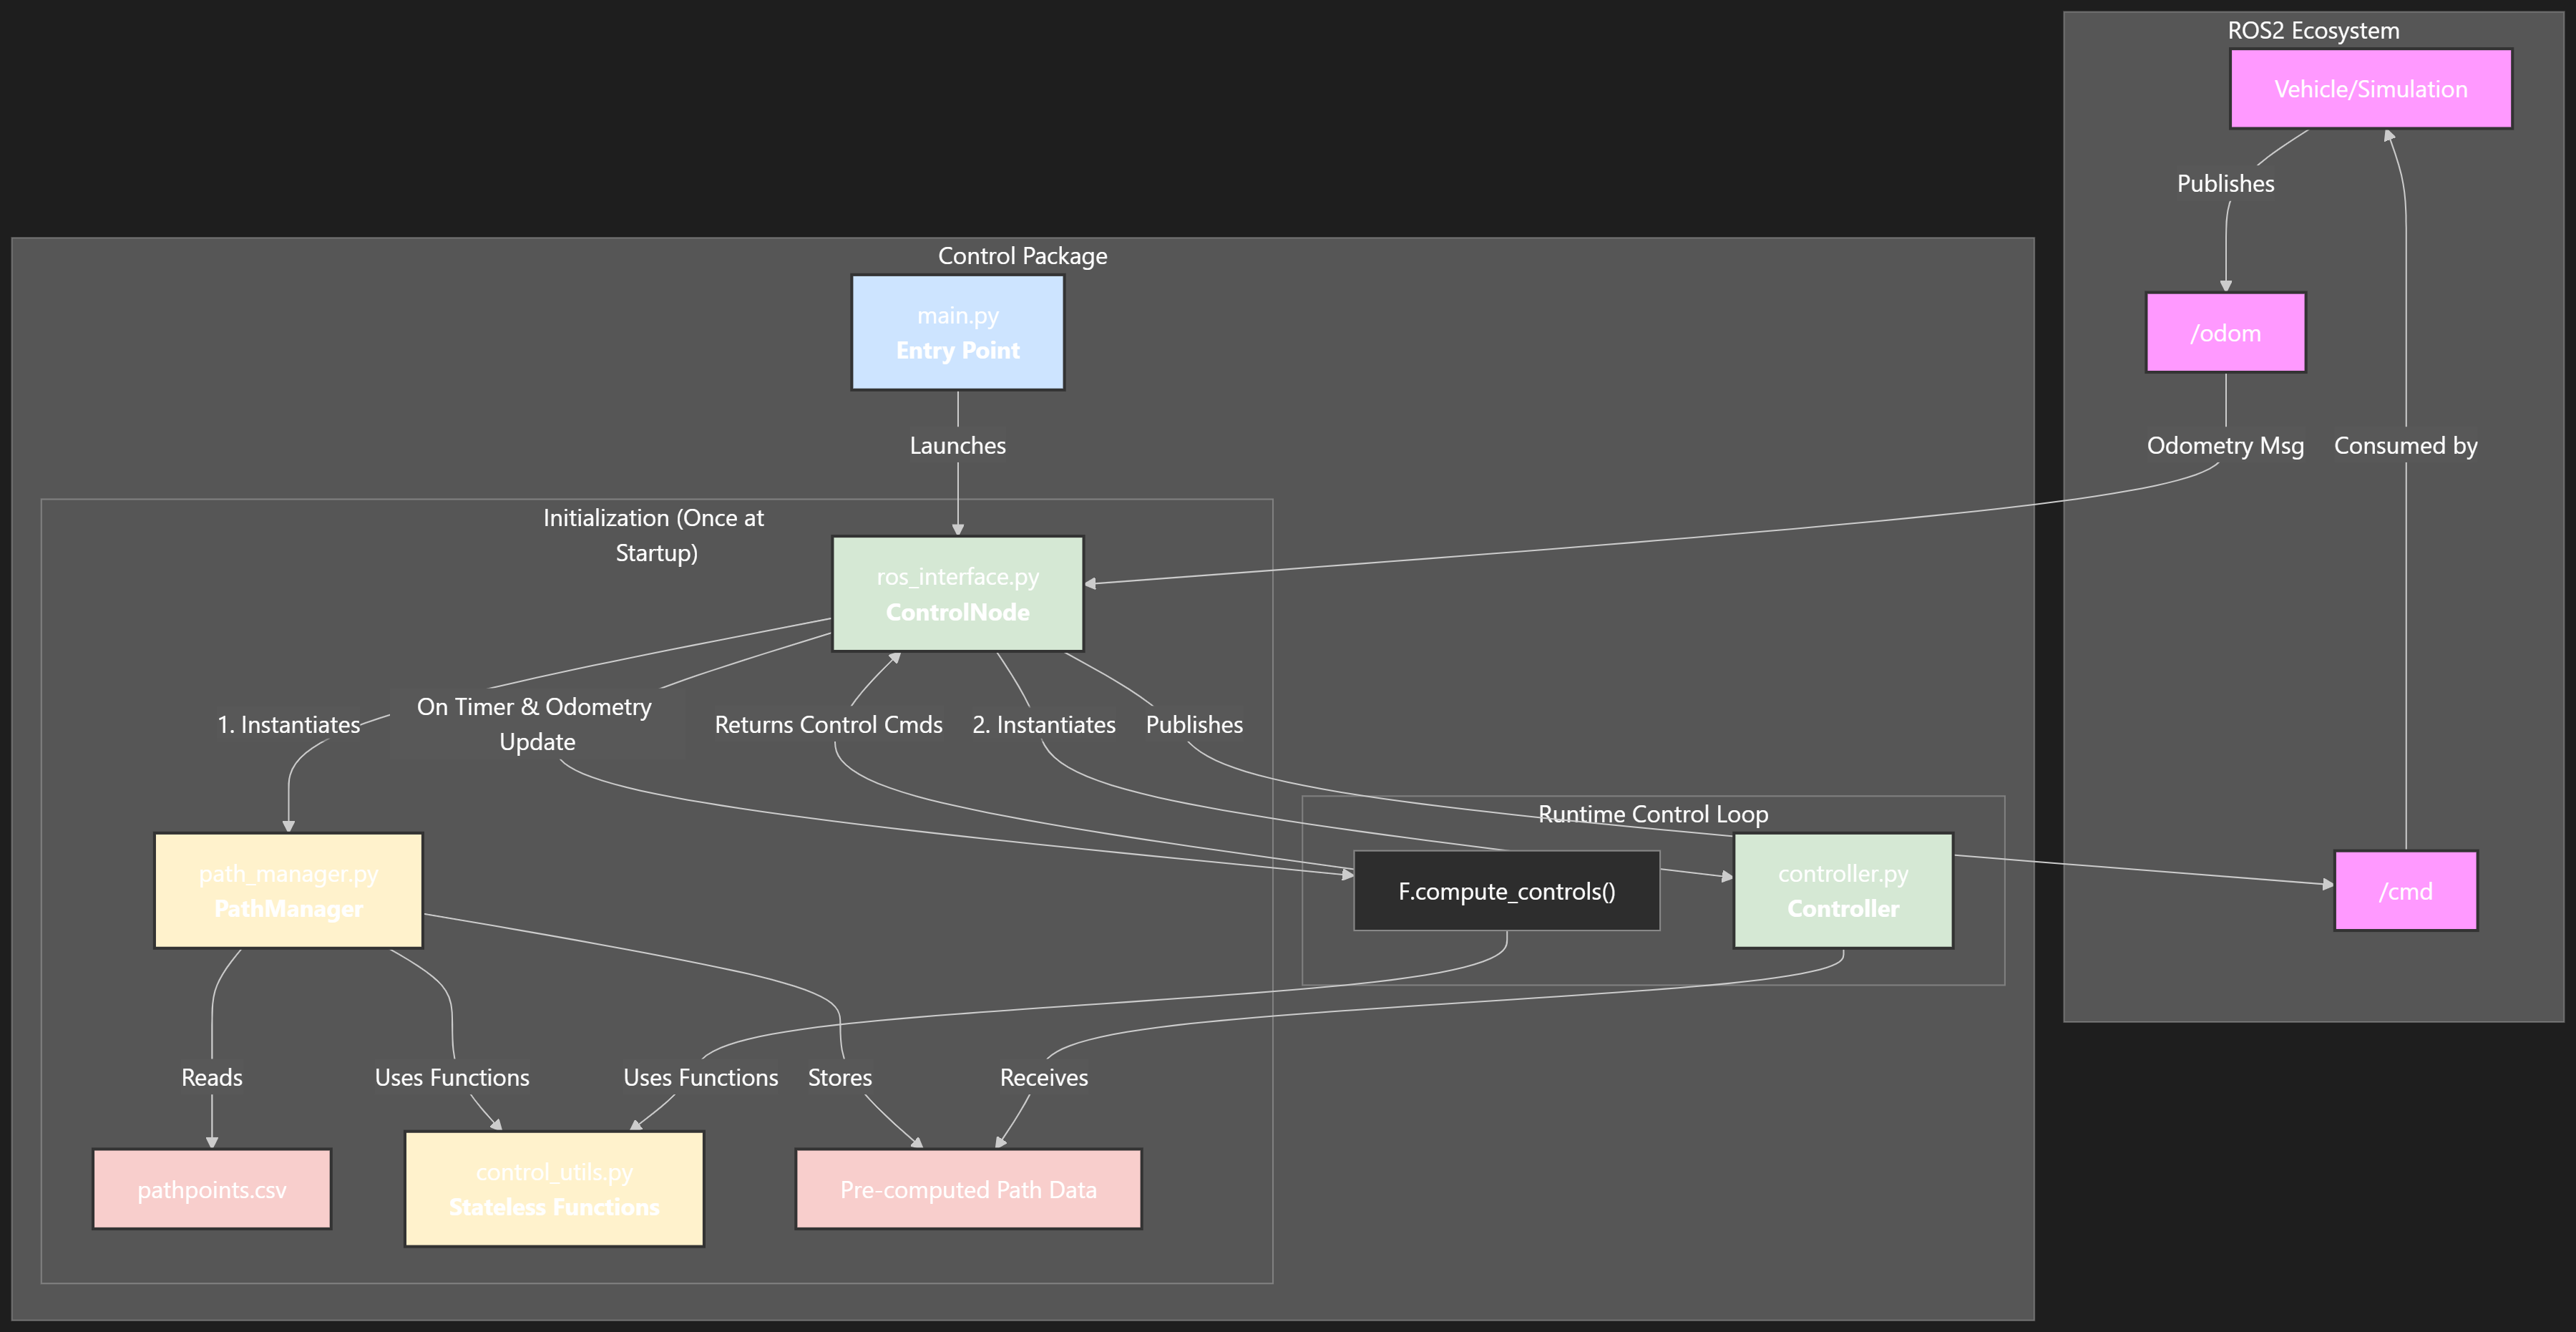 ROS2 Ecosystem
Vehicle/Simulation
Publishes
Control Package
main.py
Entry Point
/odom
Launches
Odometry Msg
Consumed by
Initialization (Once at
Startup)
ros_interface.py
ControlNode
1. Instantiates
On Timer & Odometry
Update
Returns Control Cmds
2. Instantiates
Publishes
Runtime Control Loop
path_manager.py
PathManager
F.compute_controls()
controller.py
Controller
/cmd
Reads
Uses Functions
Uses Functions
Stores
Receives
pathpoints.csv
control_utils.py
Stateless Functions
Pre-computed Path Data